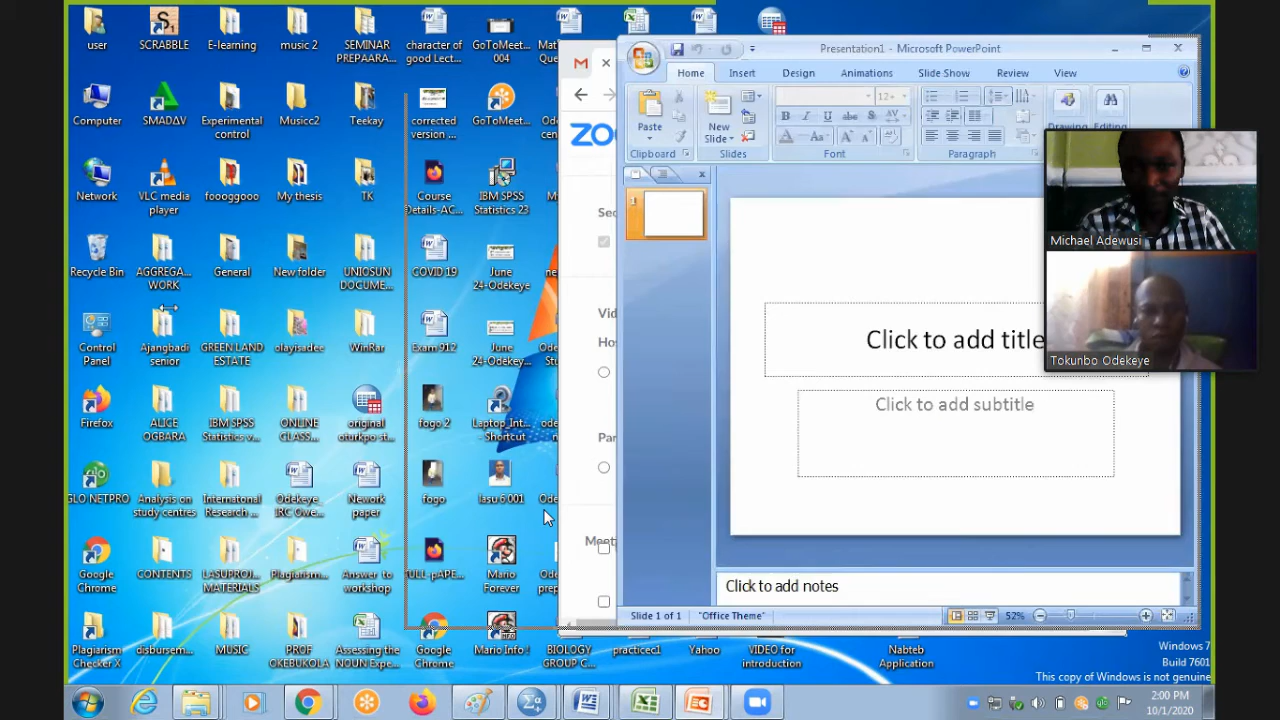 user
SCRABBLE
E-learning
music 2
SEMINAR
PREPAARA...
character of
good Lect...
GoToMeet...
004
Computer
SMADAV
Experimental
control
Musicc2
Teekay
corrected
version ...
GoToMeet...
Network
VLC media
player
foooggooo
My thesis
TK
Course
Details-AC...
IBM SPSS
Statistics 23
Recycle Bin
AGGREGA...
WORK
General
New folder
UNIOSUN
DOCUME...
COVID 19
June
24-Odekeye
Control
Panel
Ajangbadi
senior
GREEN LAND
ESTATE
olayisadee
WinRar
Exam 912
June
24-Odekey...
Firefox
ALICE
OGBARA
IBM SPSS
Statistics v...
ONLINE
CLASS...
original
oturkpo st...
fogo 2
Laptop_Int...
- Shortcut
GLO NETPRO
Analysis on
study centres
Internatonal
Research ...
Odekeye
IRC Owe...
Nework
paper
fogo
lasu 6 001
Google
Chrome
CONTENTS
LASUPROJ...
MATERIALS
Plagiarism...
Answer to
workshop
FULL -pAPE...
Mario
Forever
Plagiarism
Checker X
disbursem...
MUSIC
PROF
OKEBUKOLA
Assessing the
NOUN Expe...
Google
Chrome
Mario Info !
BIOLOGY
GROUP C...
practicec1
Yahoo
VIDEO for
introduction
Nabteb
Application
Presentation1 - Microsoft PowerPoint
Home
Insert
Design
Animations
Slide Show
Review
View
Paste
New
Slide
12+
Drawing
Editing
Clipboard
Slides
Font
Paragraph
1
Click to add title
Click to add subtitle
Click to add notes
Slide 1 of 1
"Office Theme"
52%
Michael Adewusi
Tokunbo Odekeye
Windows 7
Build 7601
This copy of Windows is not genuine
2:00 PM
10/1/2020